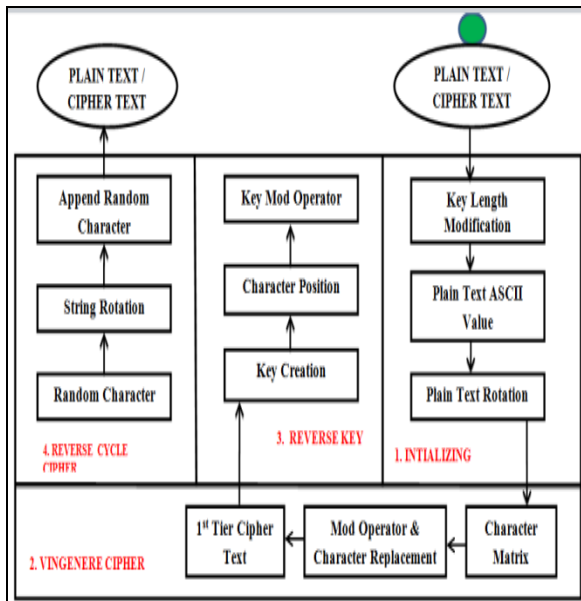 PLAIN TEXT /
CIPHER TEXT
PLAIN TEXT /
CIPHER TEXT
Append Random
Character
String Rotation
Random Character
4. REVERSE CYCLE
CIPHER
Key Mod Operator
Character Position
Key Creation
3. REVERSE KEY
Key Length
Modification
Plain Text ASCII
Value
Plain Text Rotation
1. INTIALIZING
2. VINGENERE CIPHER
1st Tier Cipher
Text
Mod Operator &
Character Replacement
Character
Matrix